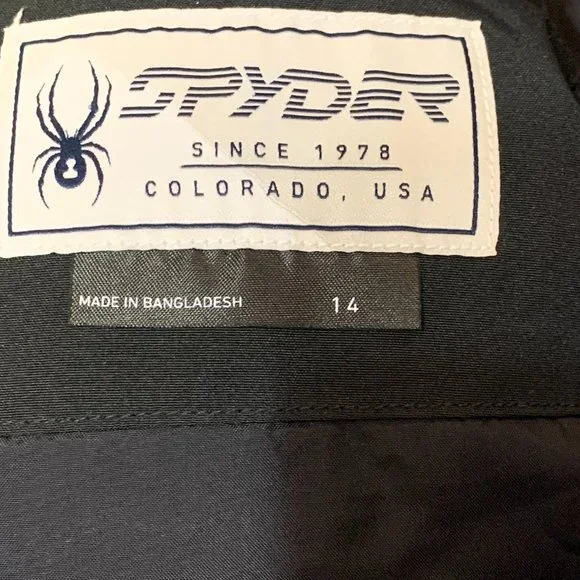 SPYDER
SINCE 1978
COLORADO, USA
MADE IN BANGLADESH 14